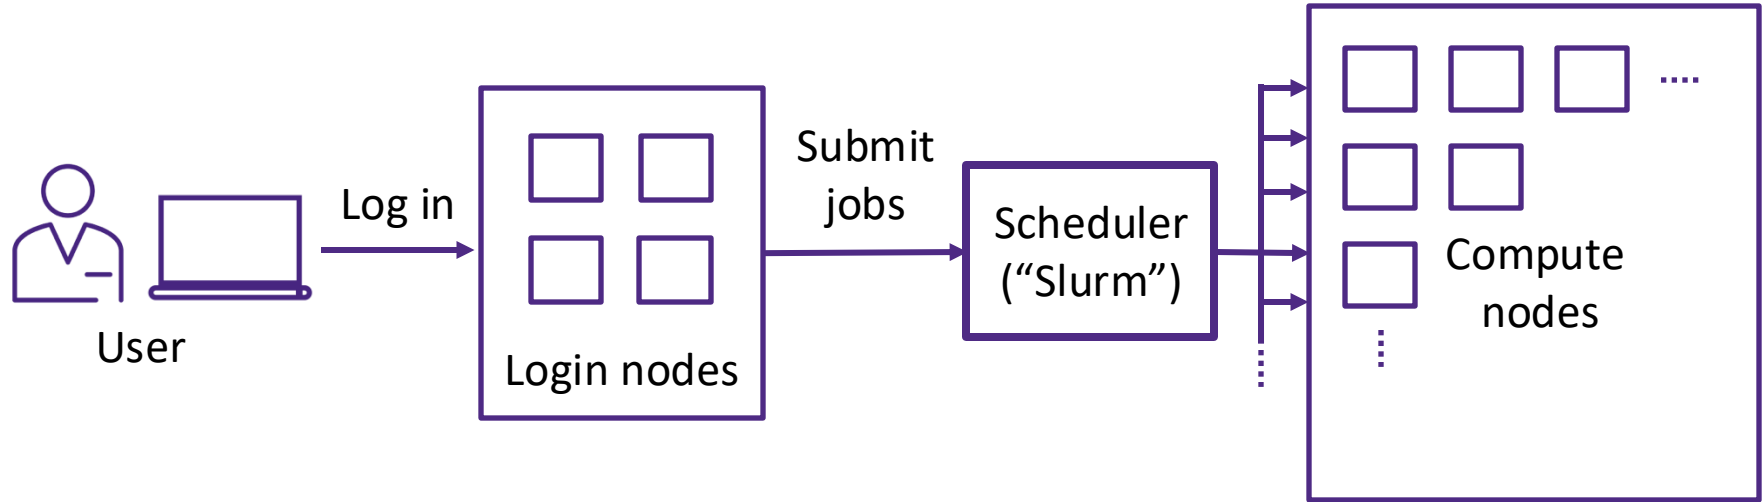 User
Log in
Login nodes
Submit
jobs
Scheduler
(“Slurm”)
Compute
nodes